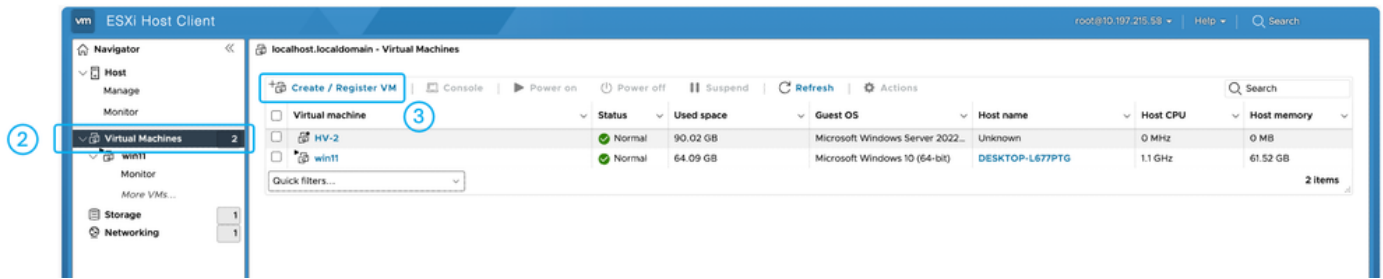 vm ESXi Host Client root@10.197.215.58 Help Search
Navigator
localhost.localdomain - Virtual Machines
Host
Manage
Monitor
2
Virtual Machines 2
win11
Monitor
More VMs...
Storage 1
Networking 1
Create / Register VM Console Power on Power off Suspend Refresh Actions Search
3
Virtual machine Status Used space Guest OS Host name Host CPU Host memory
HV-2 Normal 90.02 GB Microsoft Windows Server 2022... Unknown 0 MHz 0 MB
win11 Normal 64.09 GB Microsoft Windows 10 (64-bit) DESKTOP-L677PTG 1.1 GHz 61.52 GB
Quick filters... 2 items